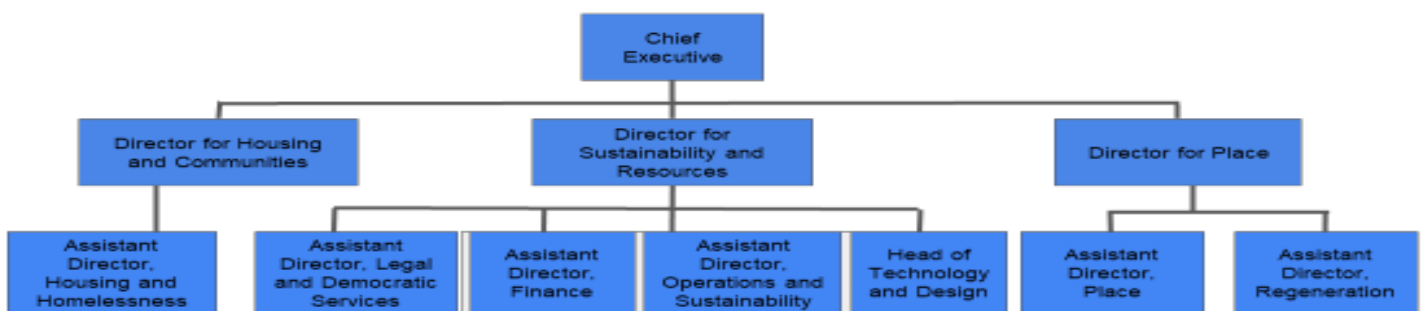 Chief
Executive
Director for Housing
and Communities
Director for
Sustainability and
Resources
Director for Place
Assistant
Director,
Housing and
Homelessness
Assistant
Director, Legal
and Democratic
Services
Assistant
Director,
Finance
Assistant
Director,
Operations and
Sustainability
Head of
Technology
and Design
Assistant
Director,
Place
Assistant
Director,
Regeneration